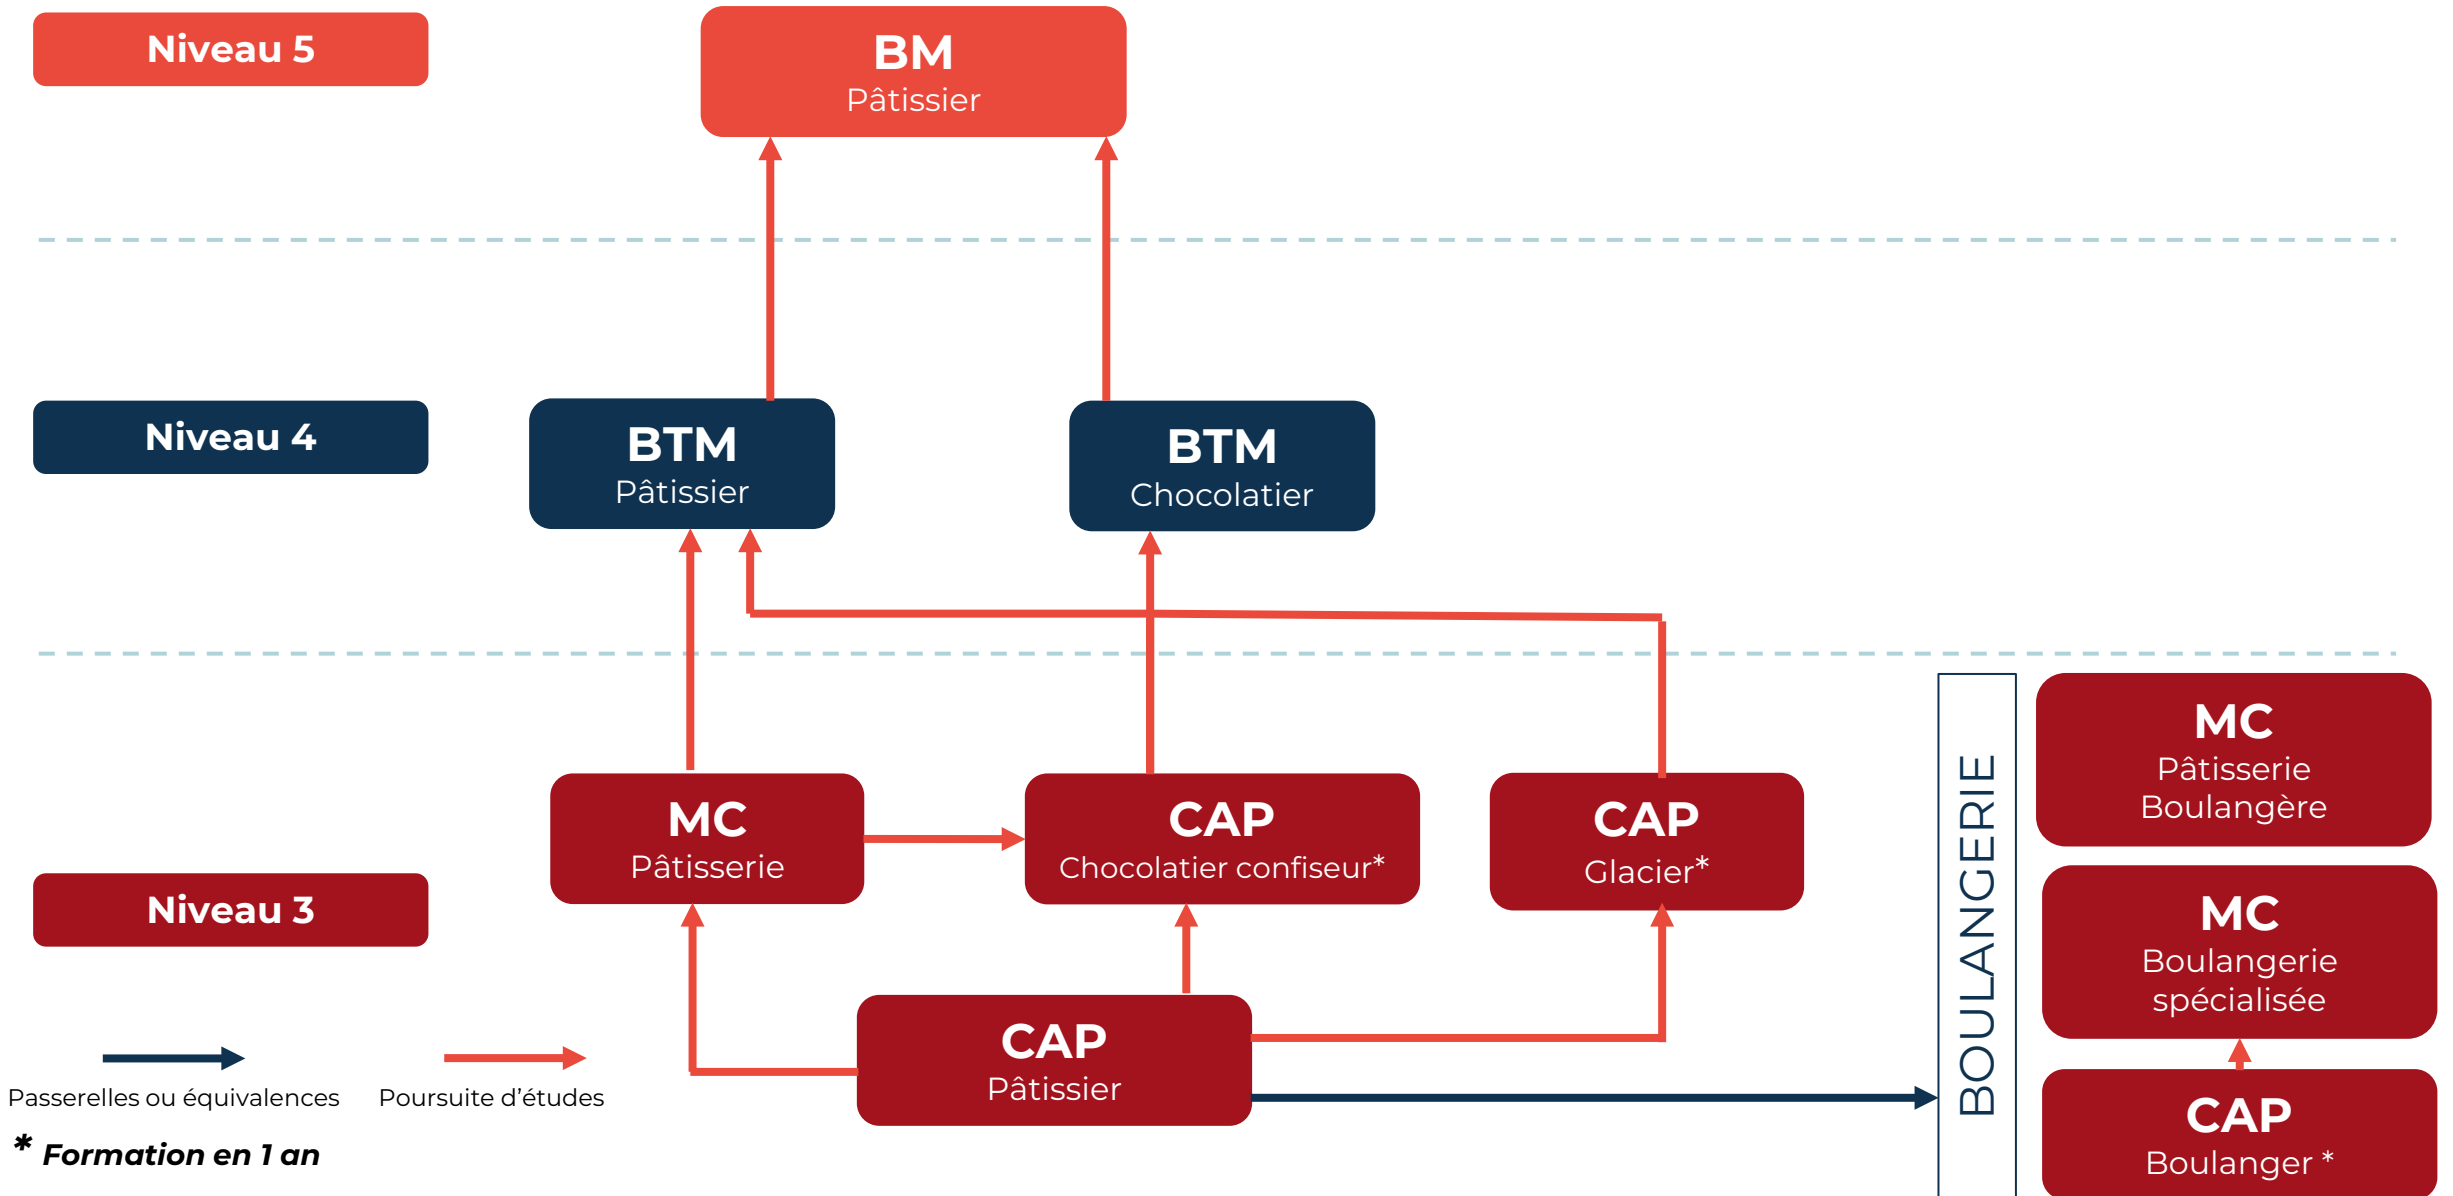 Niveau 5
BM
Pâtissier
Niveau 4
BTM
Pâtissier
BTM
Chocolatier
Niveau 3
MC
Pâtisserie
CAP
Chocolatier confiseur*
CAP
Glacier*
CAP
Pâtissier
BOULANGERIE
MC
Pâtisserie
Boulangère
MC
Boulangerie
spécialisée
CAP
Boulanger *
Passerelles ou équivalences
Poursuite d'études
* Formation en 1 an